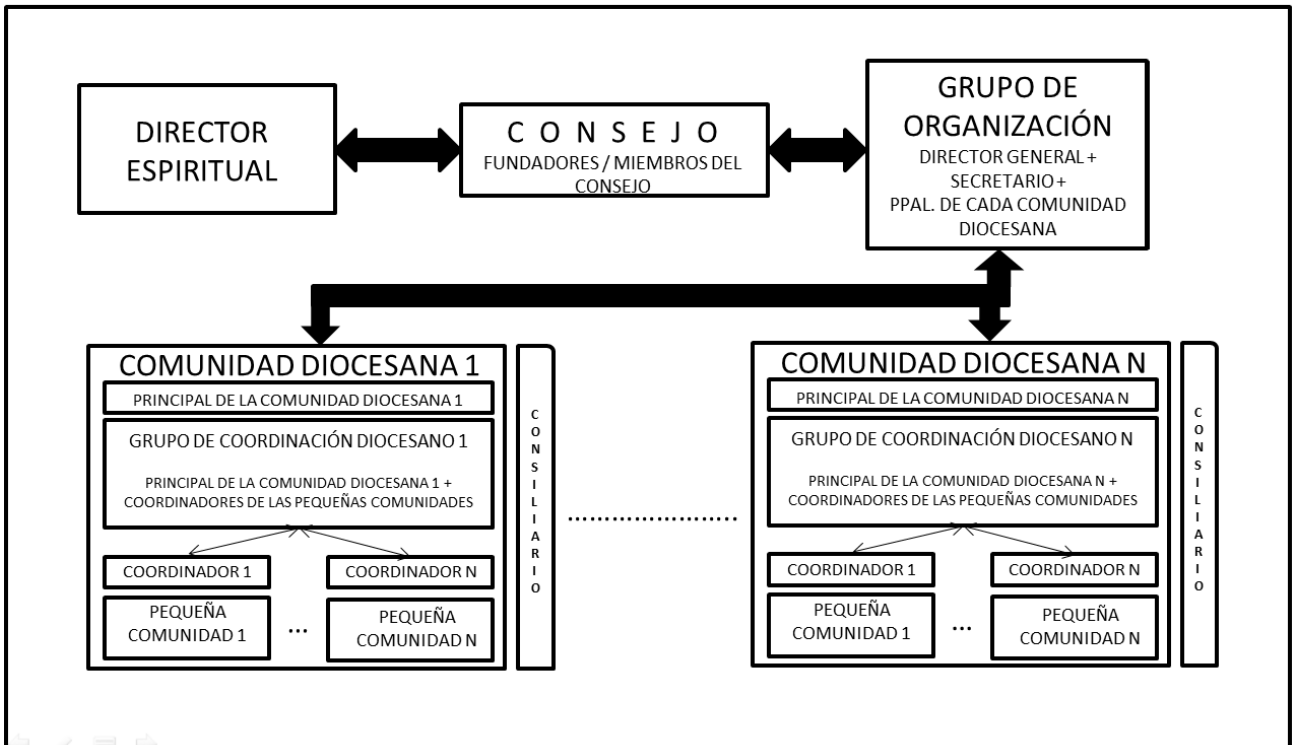 DIRECTOR
ESPIRITUAL
C O N S E J O
FUNDADORES / MIEMBROS DEL
CONSEJO
GRUPO DE
ORGANIZACIÓN
DIRECTOR GENERAL +
SECRETARIO +
PPAL. DE CADA COMUNIDAD
DIOCESANA
COMUNIDAD DIOCESANA 1
PRINCIPAL DE LA COMUNIDAD DIOCESANA 1
GRUPO DE COORDINACIÓN DIOCESANO 1
PRINCIPAL DE LA COMUNIDAD DIOCESANA 1 +
COORDINADORES DE LAS PEQUEÑAS COMUNIDADES
COORDINADOR 1
COORDINADOR N
PEQUEÑA
COMUNIDAD 1
...
PEQUEÑA
COMUNIDAD N
CONSILIARIO
.......................
COMUNIDAD DIOCESANA N
PRINCIPAL DE LA COMUNIDAD DIOCESANA N
GRUPO DE COORDINACIÓN DIOCESANO N
PRINCIPAL DE LA COMUNIDAD DIOCESANA N +
COORDINADORES DE LAS PEQUEÑAS COMUNIDADES
COORDINADOR 1
COORDINADOR N
PEQUEÑA
COMUNIDAD 1
...
PEQUEÑA
COMUNIDAD N
CONSILIARIO